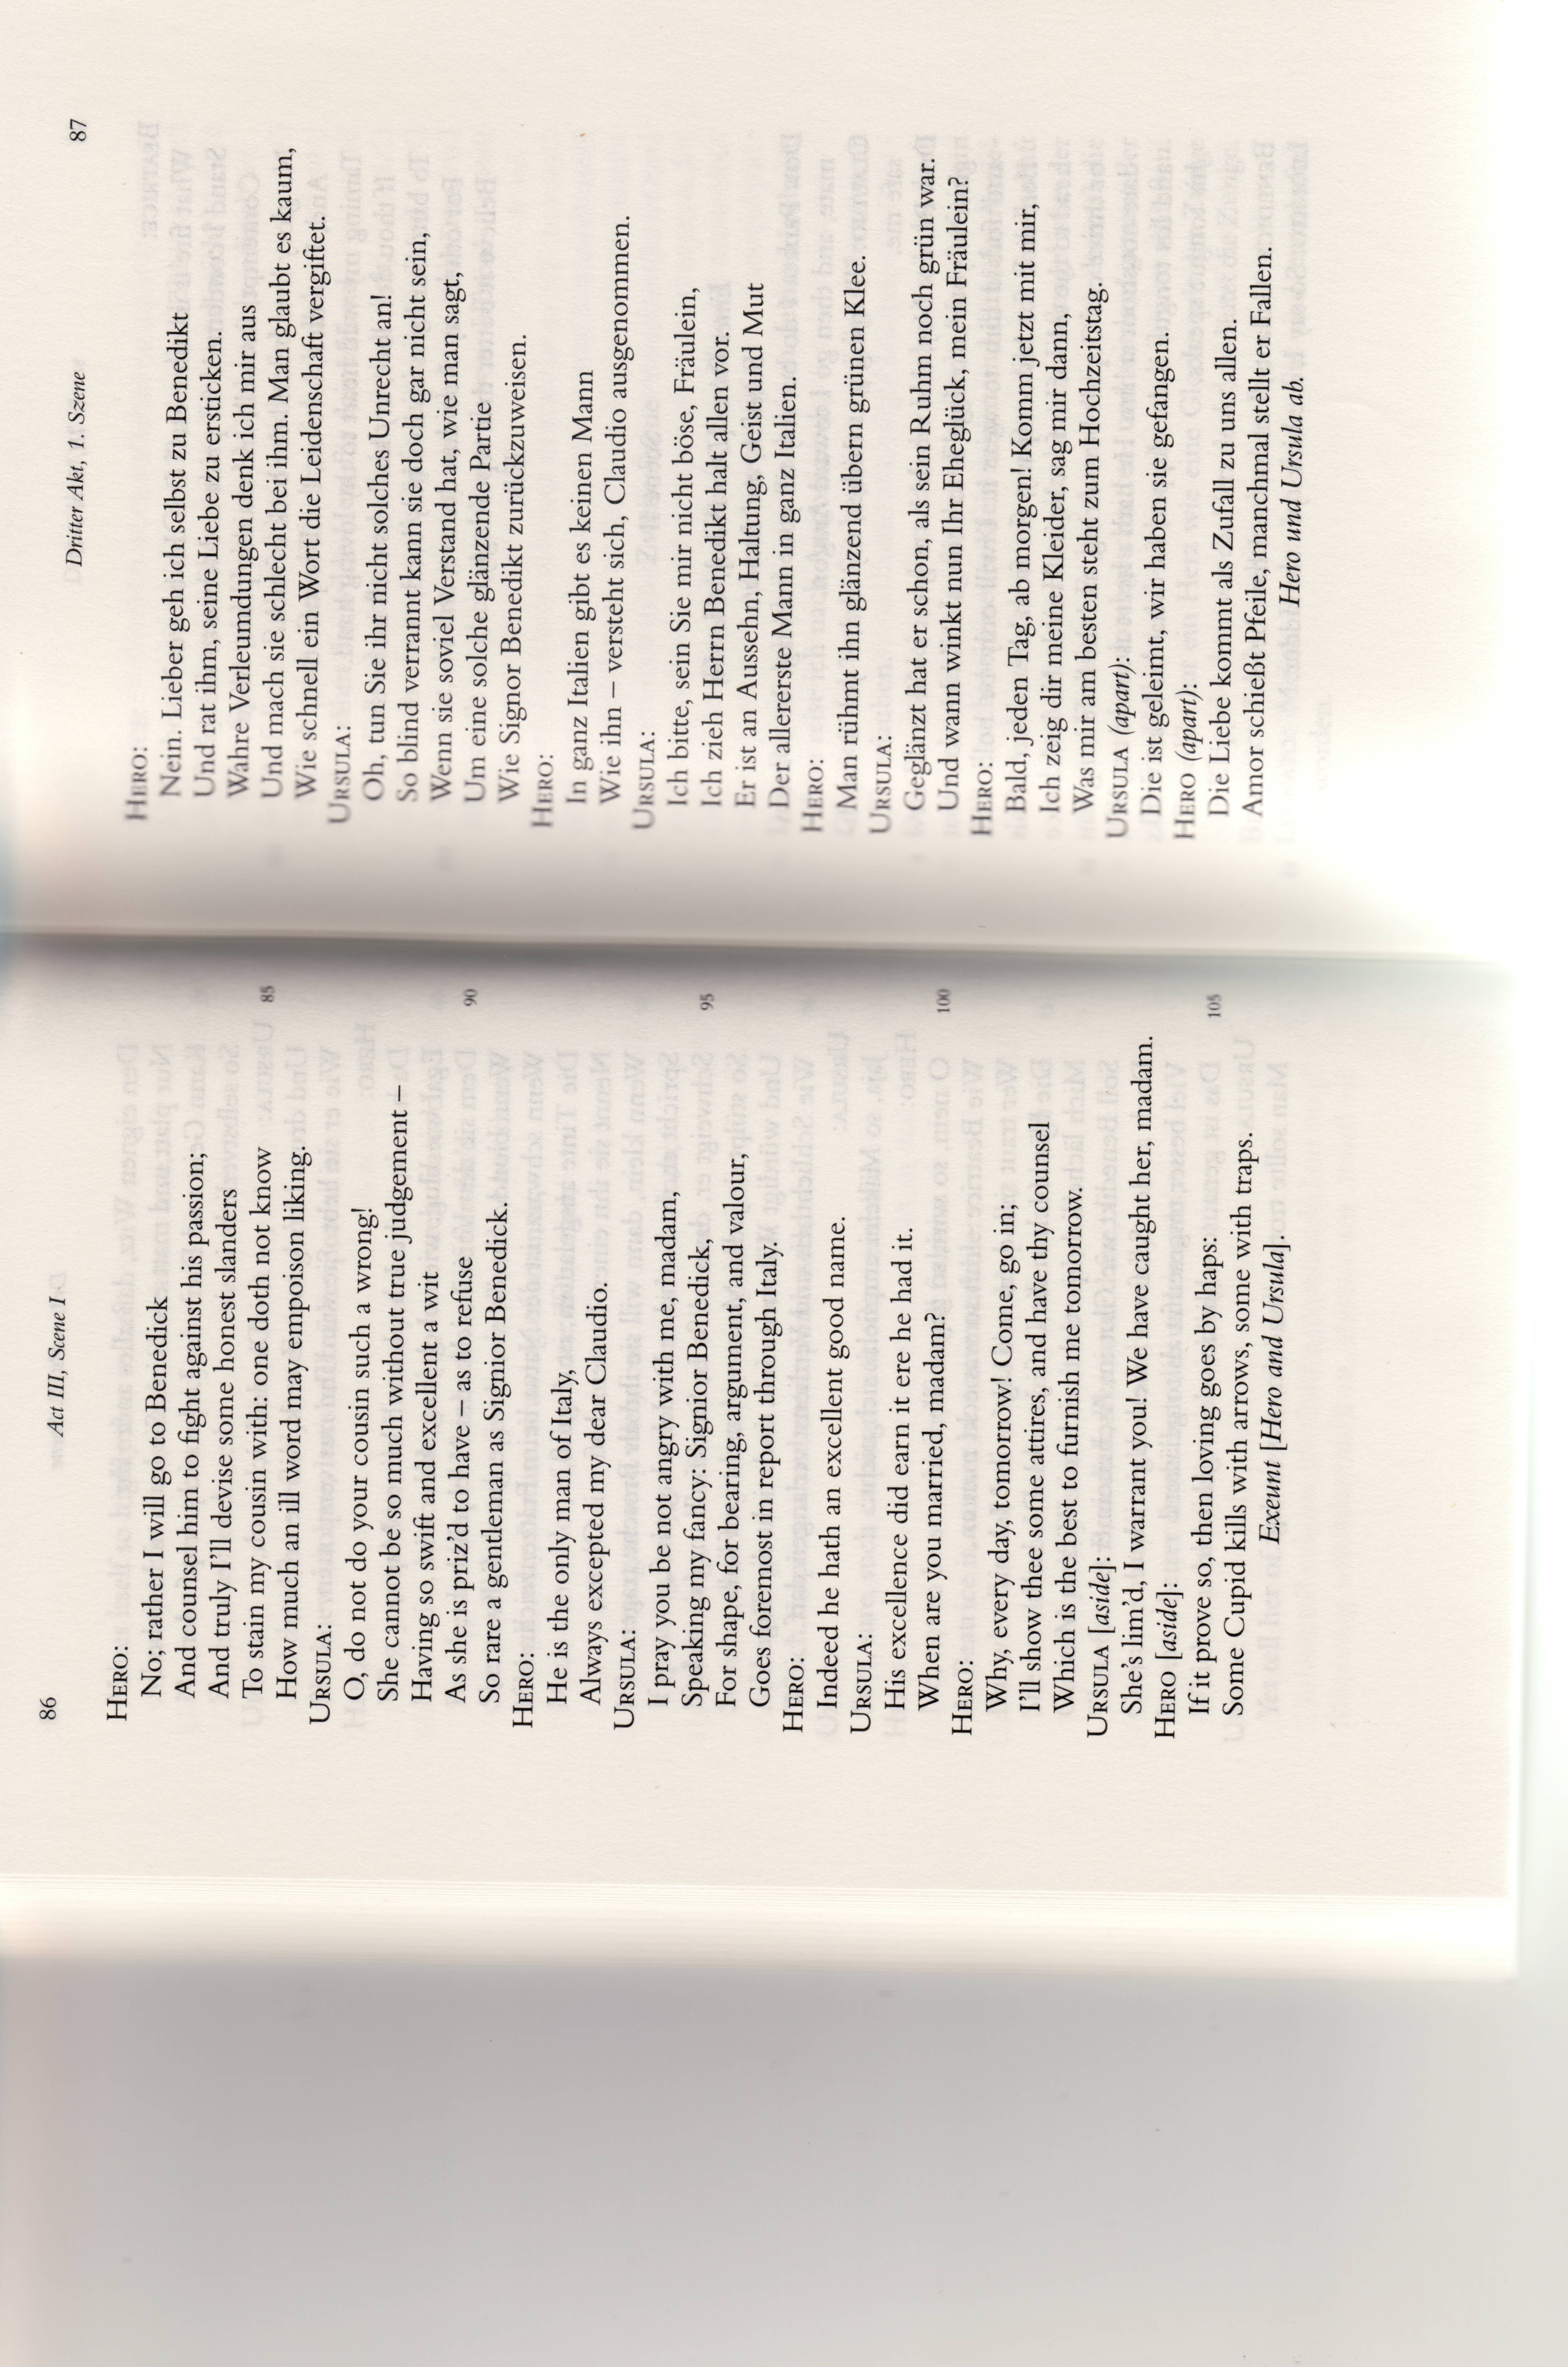 86
Act III, Scene I
HERO:
No; rather I will go to Benedick
And counsel him to fight against his passion;
And truly I'll devise some honest slanders
To stain my cousin with: one doth not know
85
How much an ill word may empoison liking.
URSULA:
O, do not do your cousin such a wrong!
She cannot be so much without true judgement –
Having so swift and excellent a wit
As she is priz'd to have – as to refuse
90
So rare a gentleman as Signior Benedick.
HERO:
He is the only man of Italy,
Always excepted my dear Claudio.
URSULA:
I pray you be not angry with me, madam,
Speaking my fancy: Signior Benedick,
95
For shape, for bearing, argument, and valour,
Goes foremost in report through Italy.
HERO:
Indeed he hath an excellent good name.
URSULA:
His excellence did earn it ere he had it.
When are you married, madam?
100
HERO:
Why, every day, tomorrow! Come, go in;
I'll show thee some attires, and have thy counsel
Which is the best to furnish me tomorrow.
URSULA [aside]:
She's lim'd, I warrant you! We have caught her, madam.
HERO [aside]:
If it prove so, then loving goes by haps:
105
Some Cupid kills with arrows, some with traps.
Exeunt [Hero and Ursula].
Dritter Akt, 1. Szene
87
HERO:
Nein. Lieber geh ich selbst zu Benedikt
Und rat ihm, seine Liebe zu ersticken.
Wahre Verleumdungen denk ich mir aus
Und mach sie schlecht bei ihm. Man glaubt es kaum,
Wie schnell ein Wort die Leidenschaft vergiftet.
URSULA:
Oh, tun Sie ihr nicht solches Unrecht an!
So blind verrannt kann sie doch gar nicht sein,
Wenn sie soviel Verstand hat, wie man sagt,
Um eine solche glänzende Partie
Wie Signor Benedikt zurückzuweisen.
HERO:
In ganz Italien gibt es keinen Mann
Wie ihn – versteht sich, Claudio ausgenommen.
URSULA:
Ich bitte, sein Sie mir nicht böse, Fräulein,
Ich zieh Herrn Benedikt halt allen vor.
Er ist an Aussehn, Haltung, Geist und Mut
Der allererste Mann in ganz Italien.
HERO:
Man rühmt ihn glänzend übern grünen Klee.
URSULA:
Geglänzt hat er schon, als sein Ruhm noch grün war.
Und wann winkt nun Ihr Eheglück, mein Fräulein?
HERO:
Bald, jeden Tag, ab morgen! Komm jetzt mit mir,
Ich zeig dir meine Kleider, sag mir dann,
Was mir am besten steht zum Hochzeitstag.
URSULA (apart):
Die ist geleimt, wir haben sie gefangen.
HERO (apart):
Die Liebe kommt als Zufall zu uns allen.
Amor schießt Pfeile, manchmal stellt er Fallen.
Hero und Ursula ab.